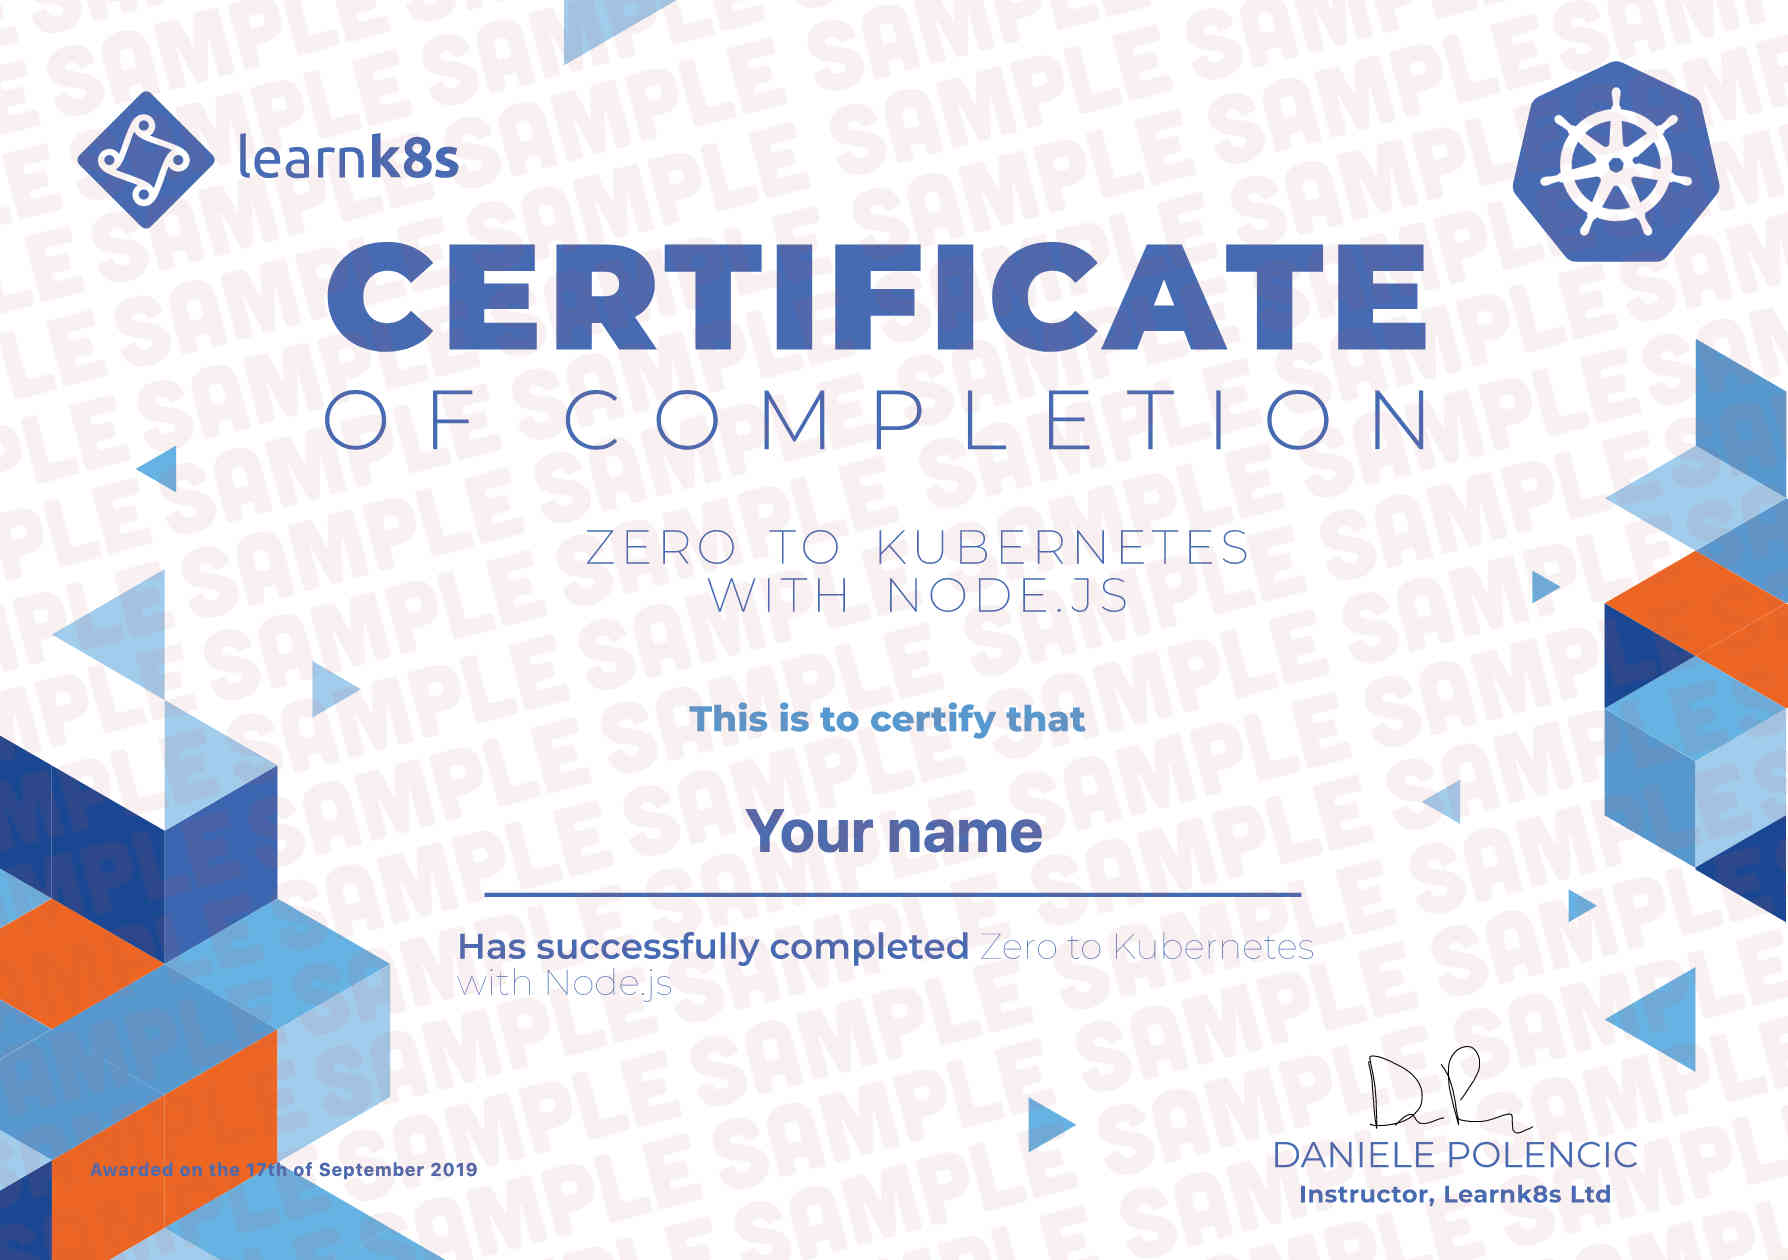 learnk8s
CERTIFICATE
OF COMPLETION
ZERO TO KUBERNETES
WITH NODE.JS
This is to certify that
Your name
Has successfully completed Zero to Kubernetes
with Node.js
DANIELE POLENCIC
Instructor, Learnk8s Ltd
Awarded on the 17th of September 2019
SAMPLE